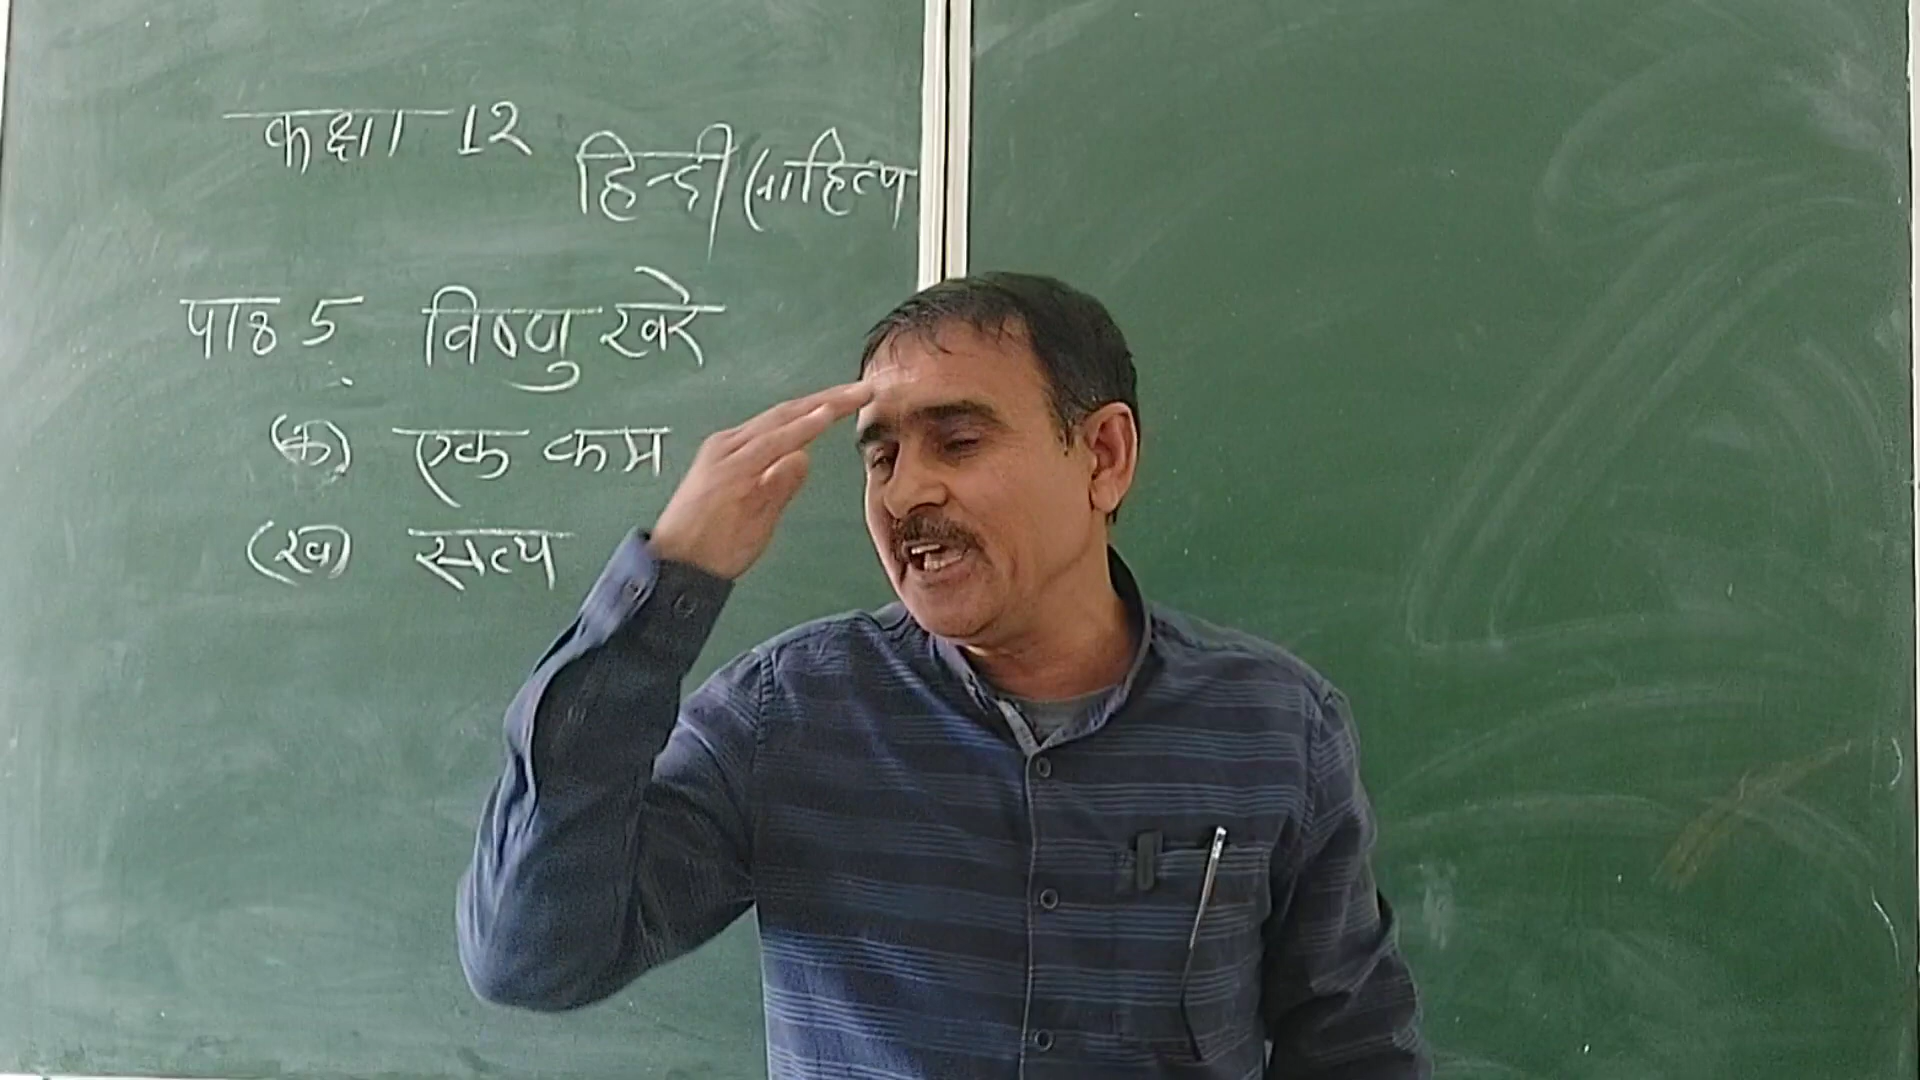 कक्षा 12
हिन्दी साहित्य
पाठ 5 विष्णु खरे
(क) एक कम
(ख) सत्य